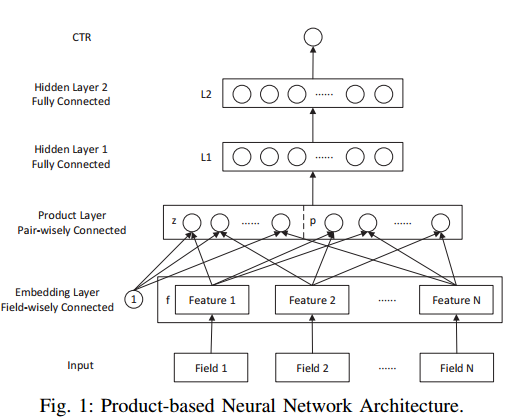 CTR
Hidden Layer 2
Fully Connected
L2
......
Hidden Layer 1
Fully Connected
L1
......
Product Layer
Pair-wisely Connected
z
......
p
......
Embedding Layer
Field-wisely Connected
1
f
Feature 1
Feature 2
......
Feature N
Input
Field 1
Field 2
......
Field N
Fig. 1: Product-based Neural Network Architecture.